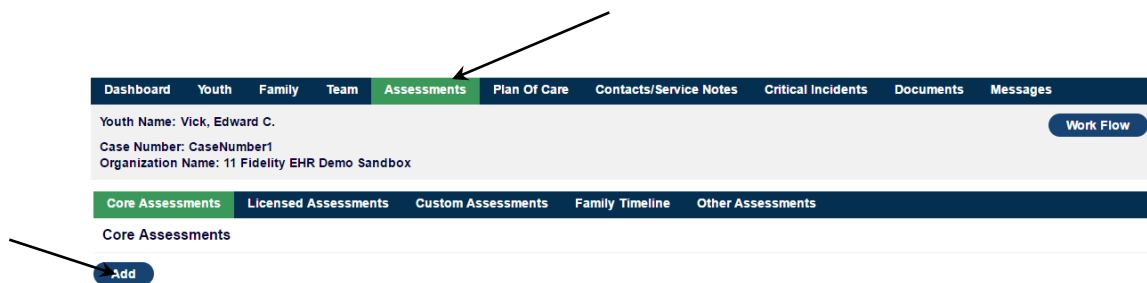 Dashboard Youth Family Team Assessments Plan Of Care Contacts/Service Notes Critical Incidents Documents Messages
Youth Name: Vick, Edward C.
Work Flow
Case Number: CaseNumber1
Organization Name: 11 Fidelity EHR Demo Sandbox
Core Assessments Licensed Assessments Custom Assessments Family Timeline Other Assessments
Core Assessments
Add